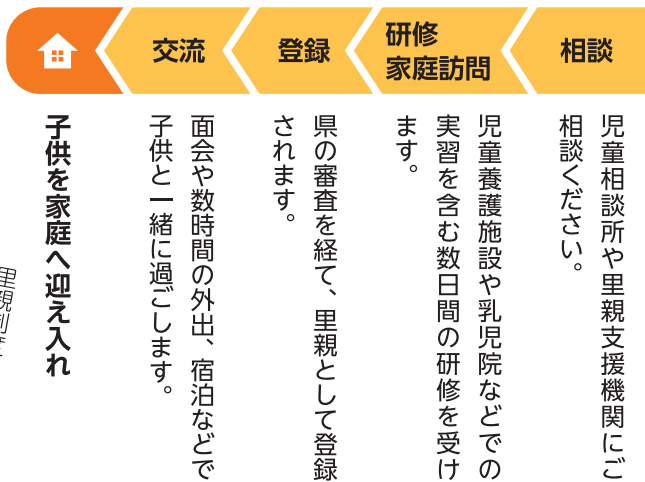 相談
児童相談所や里親支援機関にご
相談ください。
研修
家庭訪問
児童養護施設や乳児院などでの
実習を含む数日間の研修を受け
ます。
登録
県の審査を経て、里親として登録
されます。
交流
面会や数時間の外出、宿泊などで
子供と一緒に過ごします。
子供を家庭へ迎え入れ
里親制度